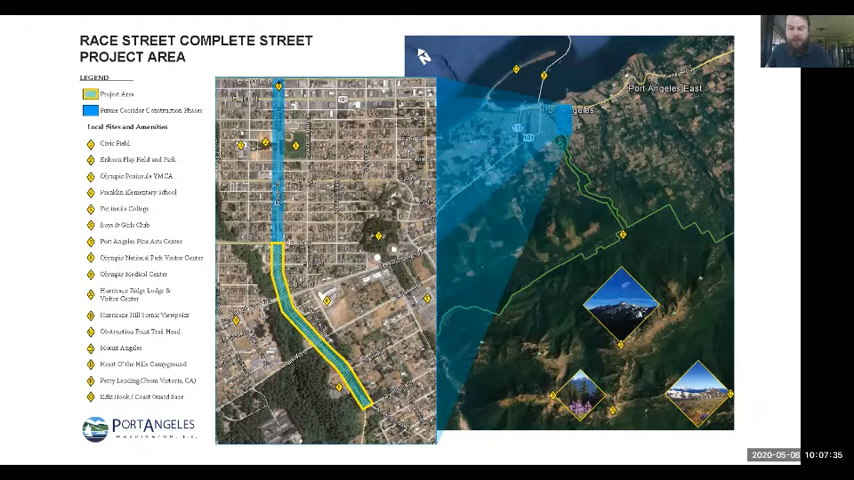 RACE STREET COMPLETE STREET
PROJECT AREA
LEGEND
Project Area
Future Corridor Construction Phases
Local Sites and Amenities
Civic Field
Erikson Play Field and Park
Olympic Peninsula YMCA
Franklin Elementary School
Peninsula College
Boys & Girls Club
Port Angeles Fine Arts Center
Olympic National Park Visitor Center
Olympic Medical Center
Hurricane Ridge Lodge &
Visitor Center
Hurricane Hill Scenic Viewpoint
Obstruction Point Trail Head
Mount Angeles
Heart O' the Hills Campground
Ferry Landing (From Victoria, CA)
Ediz Hook / Coast Guard Base
PORTANGELES
WASHINGTON, U.S.
101
Port Angeles
Port Angeles East
101
2020-05-08 10:07:35